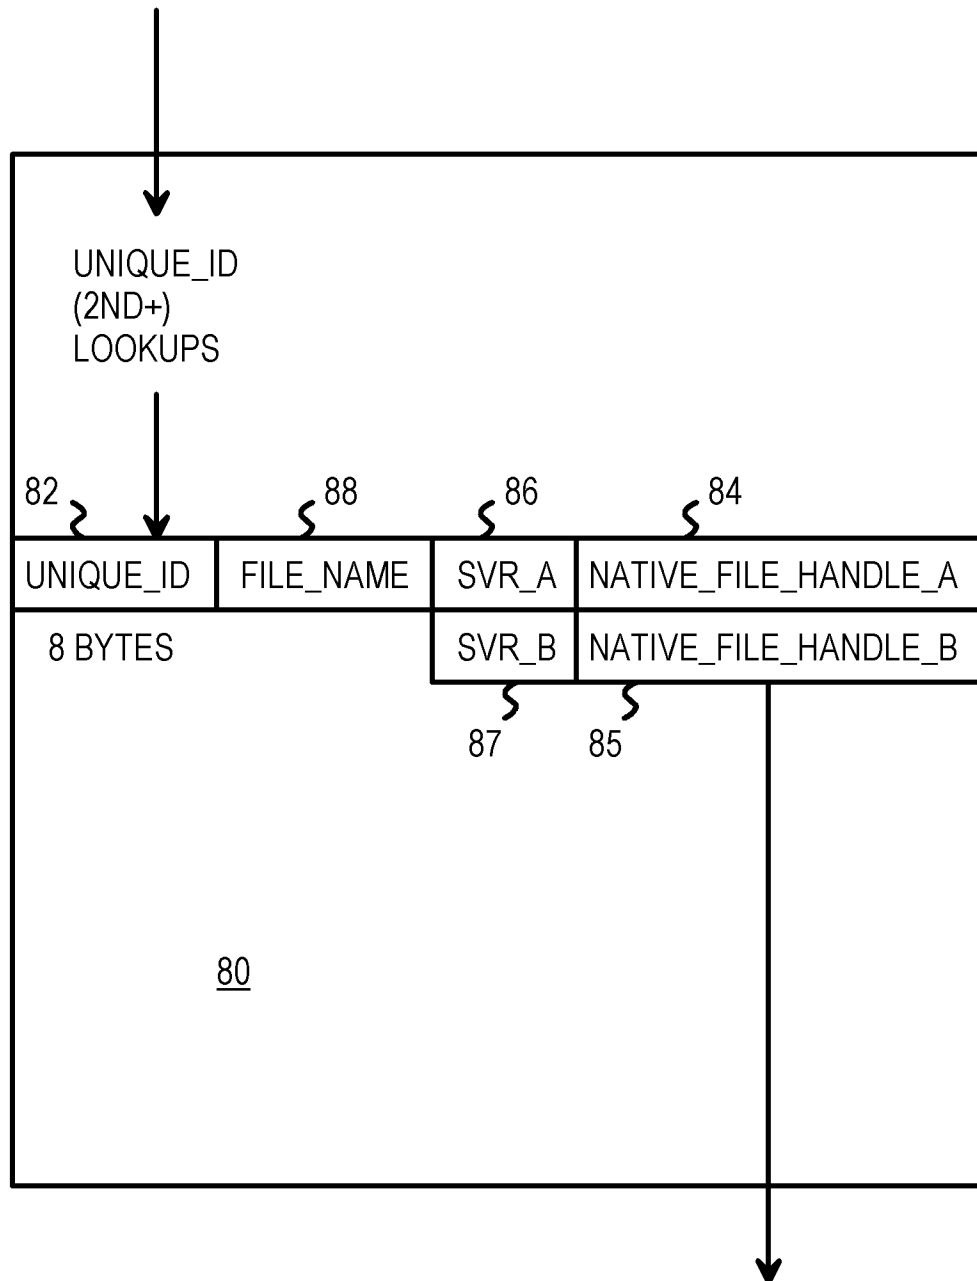 UNIQUE_ID
(2ND+)
LOOKUPS
82 88 86 84
UNIQUE_ID FILE_NAME SVR_A NATIVE_FILE_HANDLE_A
8 BYTES SVR_B NATIVE_FILE_HANDLE_B
87 85
80